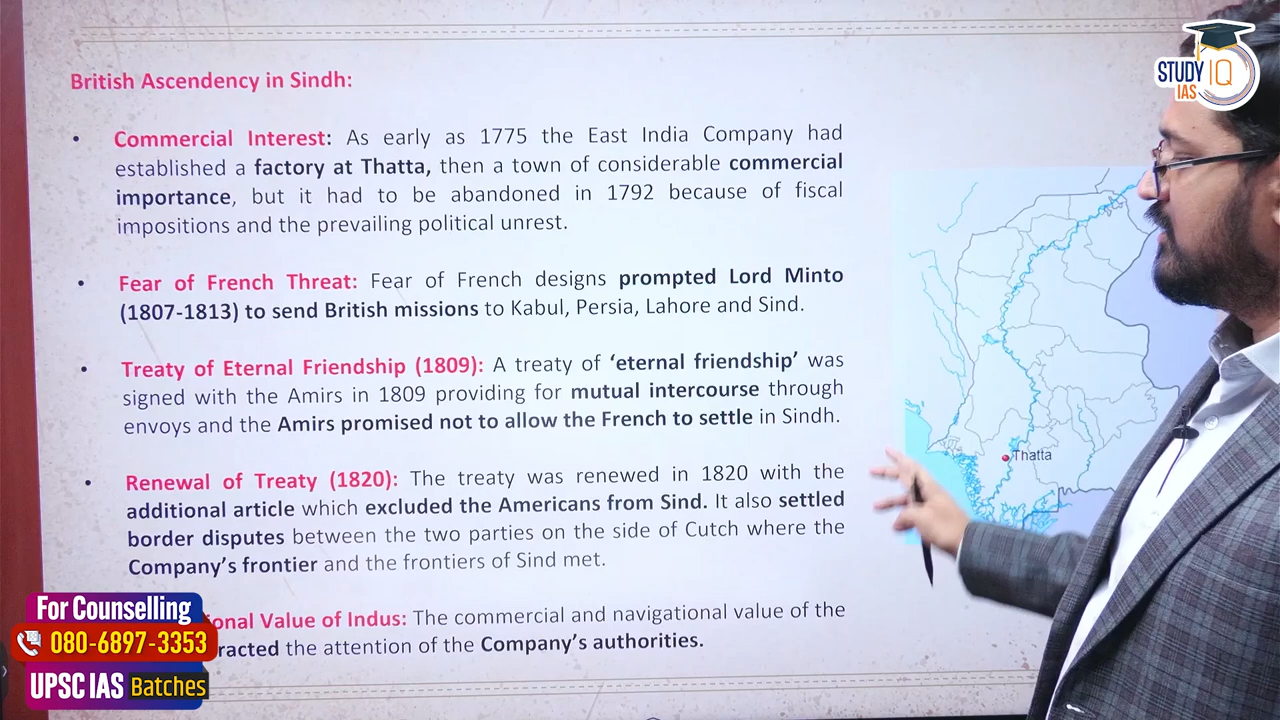 British Ascendency in Sindh:
• Commercial Interest: As early as 1775 the East India Company had
established a factory at Thatta, then a town of considerable commercial
importance, but it had to be abandoned in 1792 because of fiscal
impositions and the prevailing political unrest.
• Fear of French Threat: Fear of French designs prompted Lord Minto
(1807-1813) to send British missions to Kabul, Persia, Lahore and Sind.
• Treaty of Eternal Friendship (1809): A treaty of ‘eternal friendship’ was
signed with the Amirs in 1809 providing for mutual intercourse through
envoys and the Amirs promised not to allow the French to settle in Sindh.
• Renewal of Treaty (1820): The treaty was renewed in 1820 with the
additional article which excluded the Americans from Sind. It also settled
border disputes between the two parties on the side of Cutch where the
Company’s frontier and the frontiers of Sind met.
Value of Indus: The commercial and navigational value of the
the attention of the Company’s authorities.
Thatta
STUDY IQ
IAS
For Counselling
080-6897-3353
UPSC IAS Batches